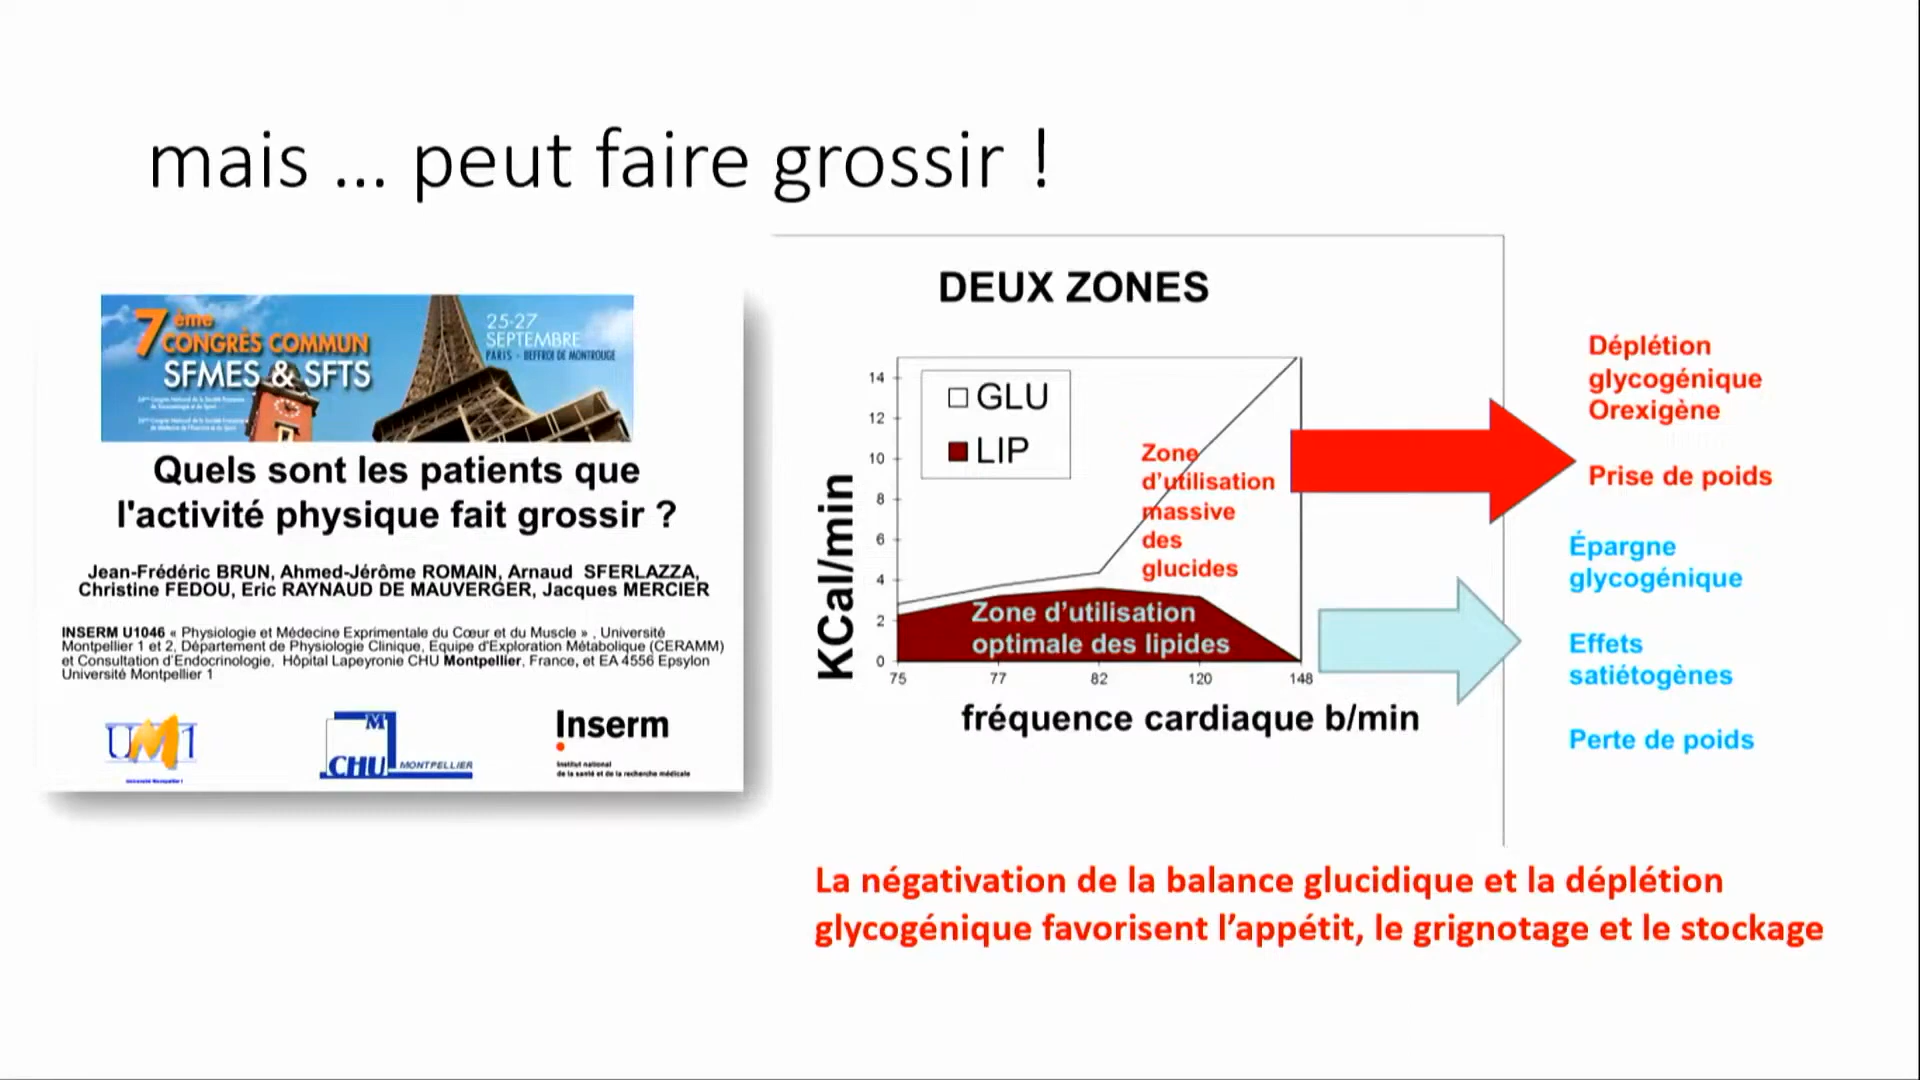 mais … peut faire grossir !
7ème
CONGRÈS COMMUN
SFMES & SFTS
25-27
SEPTEMBRE
PARIS - BEFFROI DE MONTROUGE
Quels sont les patients que
l'activité physique fait grossir ?
Jean-Frédéric BRUN, Ahmed-Jérôme ROMAIN, Arnaud SFERLAZZA,
Christine FEDOU, Eric RAYNAUD DE MAUVERGER, Jacques MERCIER
INSERM U1046 « Physiologie et Médecine Exprimentale du Cœur et du Muscle » , Université
Montpellier 1 et 2, Département de Physiologie Clinique, Equipe d'Exploration Métabolique (CERAMM)
et Consultation d'Endocrinologie, Hôpital Lapeyronie CHU Montpellier, France, et EA 4556 Epsylon
Université Montpellier 1
UM1
Université Montpellier I
M
CHU MONTPELLIER
Inserm
Institut national
de la santé et de la recherche médicale
DEUX ZONES
GLU
LIP
KCal/min
14
12
10
8
6
4
2
0
75 77 82 120 148
fréquence cardiaque b/min
Zone
d'utilisation
massive
des
glucides
Zone d'utilisation
optimale des lipides
Déplétion
glycogénique
Orexigène
Prise de poids
Épargne
glycogénique
Effets
satiétogènes
Perte de poids
La négativation de la balance glucidique et la déplétion
glycogénique favorisent l'appétit, le grignotage et le stockage